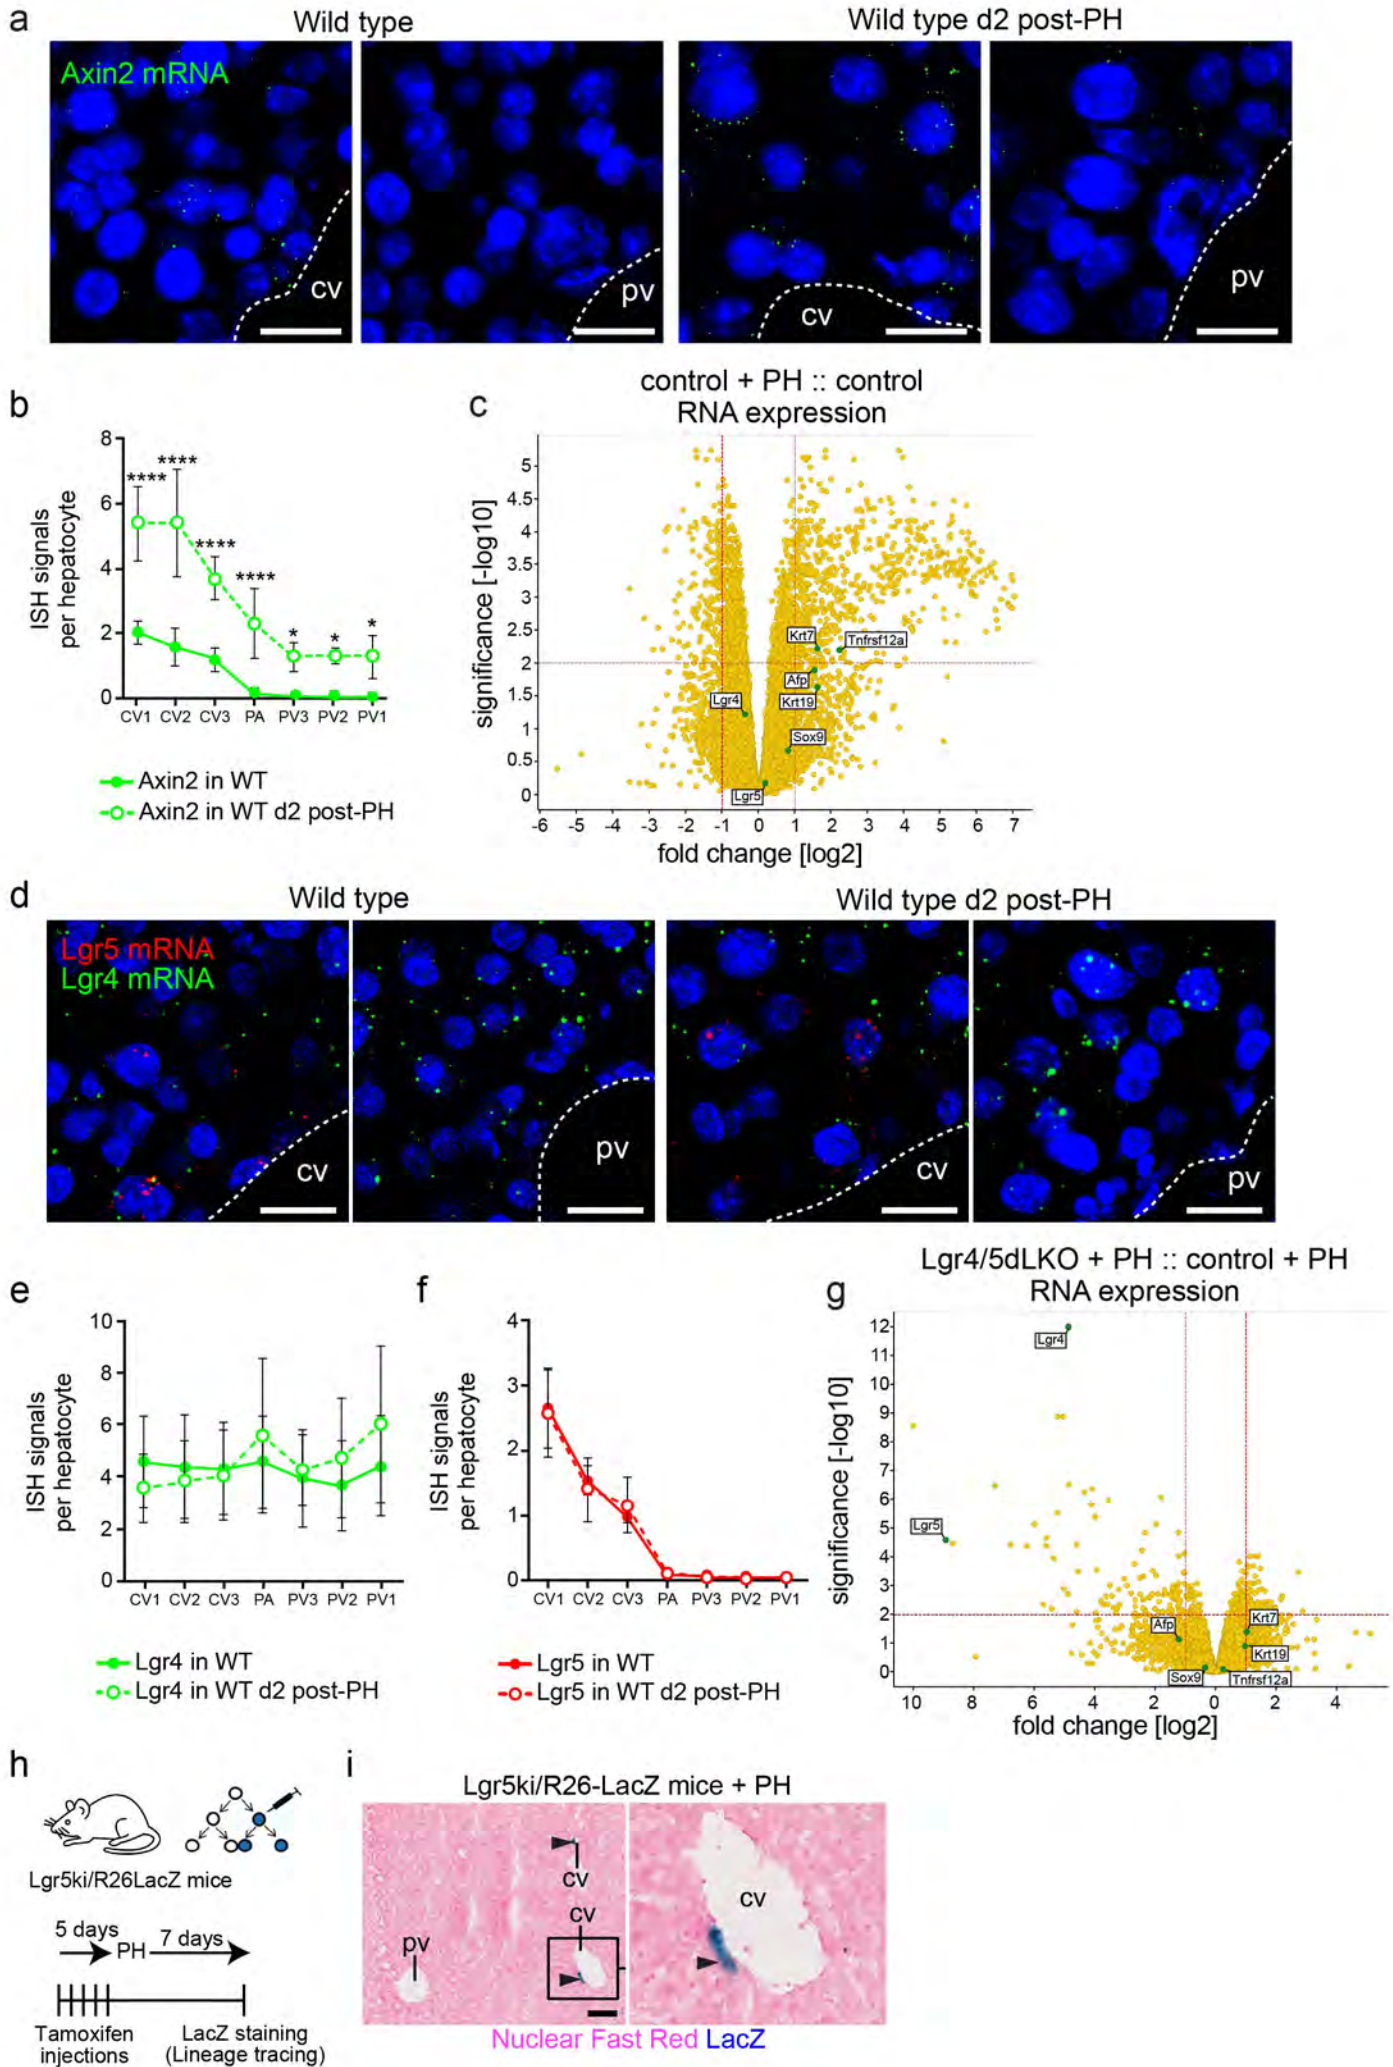 a
Wild type
Wild type d2 post-PH
Axin2 mRNA
cv
pv
cv
pv
b
8
6
4
2
0
ISH signals
per hepatocyte
****
****
****
****
*
*
*
CV1 CV2 CV3 PA PV3 PV2 PV1
Axin2 in WT
Axin2 in WT d2 post-PH
c
control + PH :: control
RNA expression
significance [-log10]
5
4.5
4
3.5
3
2.5
2
1.5
1
0.5
0
Krt7
Tnfrsf12a
Afp
Krt19
Lgr4
Sox9
Lgr5
-6 -5 -4 -3 -2 -1 0 1 2 3 4 5 6 7
fold change [log2]
d
Wild type
Wild type d2 post-PH
Lgr5 mRNA
Lgr4 mRNA
cv
pv
cv
pv
e
10
8
6
4
2
0
ISH signals
per hepatocyte
CV1 CV2 CV3 PA PV3 PV2 PV1
Lgr4 in WT
Lgr4 in WT d2 post-PH
f
4
3
2
1
0
ISH signals
per hepatocyte
CV1 CV2 CV3 PA PV3 PV2 PV1
Lgr5 in WT
Lgr5 in WT d2 post-PH
g
Lgr4/5dLKO + PH :: control + PH
RNA expression
significance [-log10]
12
11
10
9
8
7
6
5
4
3
2
1
0
Lgr4
Lgr5
Afp
Krt7
Krt19
Sox9
Tnfrsf12a
10 8 6 4 2 0 2 4
fold change [log2]
h
Lgr5ki/R26LacZ mice
5 days
PH
7 days
Tamoxifen
injections
LacZ staining
(Lineage tracing)
i
Lgr5ki/R26-LacZ mice + PH
cv
cv
pv
cv
Nuclear Fast Red LacZ